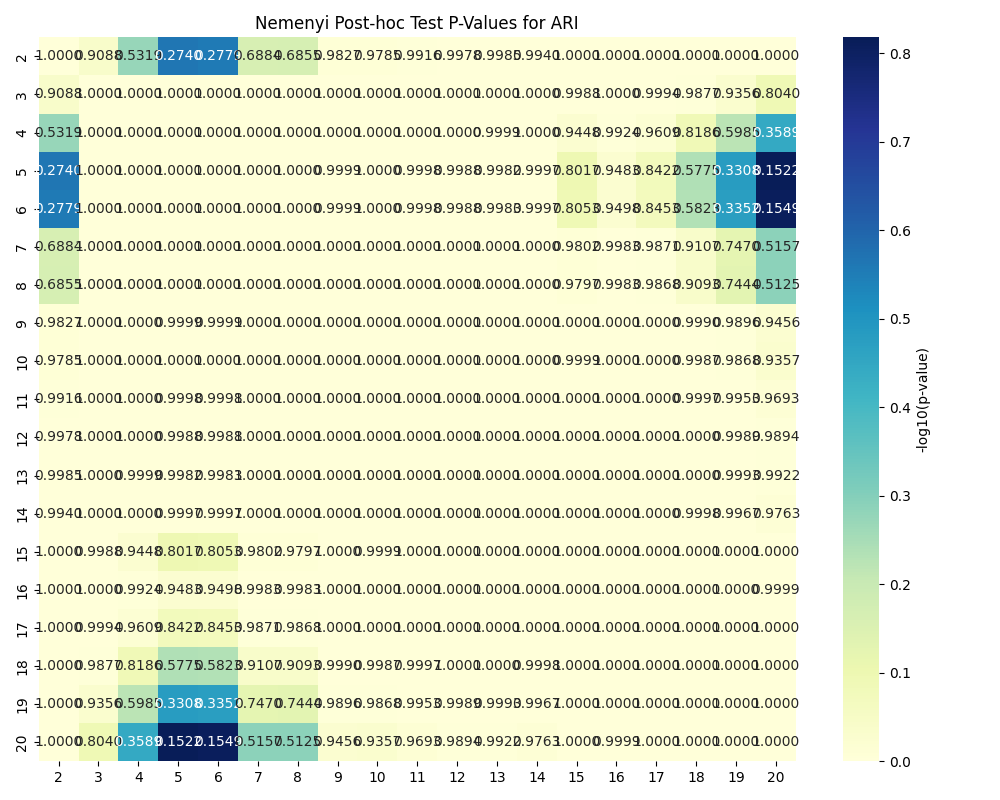 Nemenyi Post-hoc Test P-Values for ARI
2 1.0000 0.9088 0.5319 0.2740 0.2779 0.6884 0.6855 0.9827 0.9785 0.9916 0.9978 0.9985 0.9940 1.0000 1.0000 1.0000 1.0000 1.0000 1.0000
3 0.9088 1.0000 1.0000 1.0000 1.0000 1.0000 1.0000 1.0000 1.0000 1.0000 1.0000 1.0000 1.0000 0.9988 1.0000 0.9994 0.9877 0.9356 0.8040
4 0.5319 1.0000 1.0000 1.0000 1.0000 1.0000 1.0000 1.0000 1.0000 1.0000 1.0000 0.9999 1.0000 0.9448 0.9924 0.9609 0.8186 0.5985 0.3589
5 0.2740 1.0000 1.0000 1.0000 1.0000 1.0000 1.0000 0.9999 1.0000 0.9998 0.9988 0.9982 0.9997 0.8017 0.9483 0.8422 0.5775 0.3308 0.1522
6 0.2779 1.0000 1.0000 1.0000 1.0000 1.0000 1.0000 0.9999 1.0000 0.9998 0.9988 0.9983 0.9997 0.8053 0.9498 0.8453 0.5823 0.3352 0.1549
7 0.6884 1.0000 1.0000 1.0000 1.0000 1.0000 1.0000 1.0000 1.0000 1.0000 1.0000 1.0000 1.0000 0.9802 0.9983 0.9871 0.9107 0.7470 0.5157
8 0.6855 1.0000 1.0000 1.0000 1.0000 1.0000 1.0000 1.0000 1.0000 1.0000 1.0000 1.0000 1.0000 0.9797 0.9983 0.9868 0.9093 0.7444 0.5125
9 0.9827 1.0000 1.0000 0.9999 0.9999 1.0000 1.0000 1.0000 1.0000 1.0000 1.0000 1.0000 1.0000 1.0000 1.0000 1.0000 0.9990 0.9896 0.9456
10 0.9785 1.0000 1.0000 1.0000 1.0000 1.0000 1.0000 1.0000 1.0000 1.0000 1.0000 1.0000 1.0000 0.9999 1.0000 1.0000 0.9987 0.9868 0.9357
11 0.9916 1.0000 1.0000 0.9998 0.9998 1.0000 1.0000 1.0000 1.0000 1.0000 1.0000 1.0000 1.0000 1.0000 1.0000 1.0000 0.9997 0.9953 0.9693
12 0.9978 1.0000 1.0000 0.9988 0.9988 1.0000 1.0000 1.0000 1.0000 1.0000 1.0000 1.0000 1.0000 1.0000 1.0000 1.0000 1.0000 0.9989 0.9894
13 0.9985 1.0000 0.9999 0.9982 0.9983 1.0000 1.0000 1.0000 1.0000 1.0000 1.0000 1.0000 1.0000 1.0000 1.0000 1.0000 1.0000 0.9993 0.9922
14 0.9940 1.0000 1.0000 0.9997 0.9997 1.0000 1.0000 1.0000 1.0000 1.0000 1.0000 1.0000 1.0000 1.0000 1.0000 1.0000 0.9998 0.9967 0.9763
15 1.0000 0.9988 0.9448 0.8017 0.8053 0.9802 0.9797 1.0000 0.9999 1.0000 1.0000 1.0000 1.0000 1.0000 1.0000 1.0000 1.0000 1.0000 1.0000
16 1.0000 1.0000 0.9924 0.9483 0.9498 0.9983 0.9983 1.0000 1.0000 1.0000 1.0000 1.0000 1.0000 1.0000 1.0000 1.0000 1.0000 1.0000 0.9999
17 1.0000 0.9994 0.9609 0.8422 0.8453 0.9871 0.9868 1.0000 1.0000 1.0000 1.0000 1.0000 1.0000 1.0000 1.0000 1.0000 1.0000 1.0000 1.0000
18 1.0000 0.9877 0.8186 0.5775 0.5823 0.9107 0.9093 0.9990 0.9987 0.9997 1.0000 1.0000 0.9998 1.0000 1.0000 1.0000 1.0000 1.0000 1.0000
19 1.0000 0.9356 0.5985 0.3308 0.3352 0.7470 0.7444 0.9896 0.9868 0.9953 0.9989 0.9993 0.9967 1.0000 1.0000 1.0000 1.0000 1.0000 1.0000
20 1.0000 0.8040 0.3589 0.1522 0.1549 0.5157 0.5125 0.9456 0.9357 0.9693 0.9894 0.9922 0.9763 1.0000 0.9999 1.0000 1.0000 1.0000 1.0000
2 3 4 5 6 7 8 9 10 11 12 13 14 15 16 17 18 19 20
0.8
0.7
0.6
0.5
0.4
0.3
0.2
0.1
0.0
-log10(p-value)